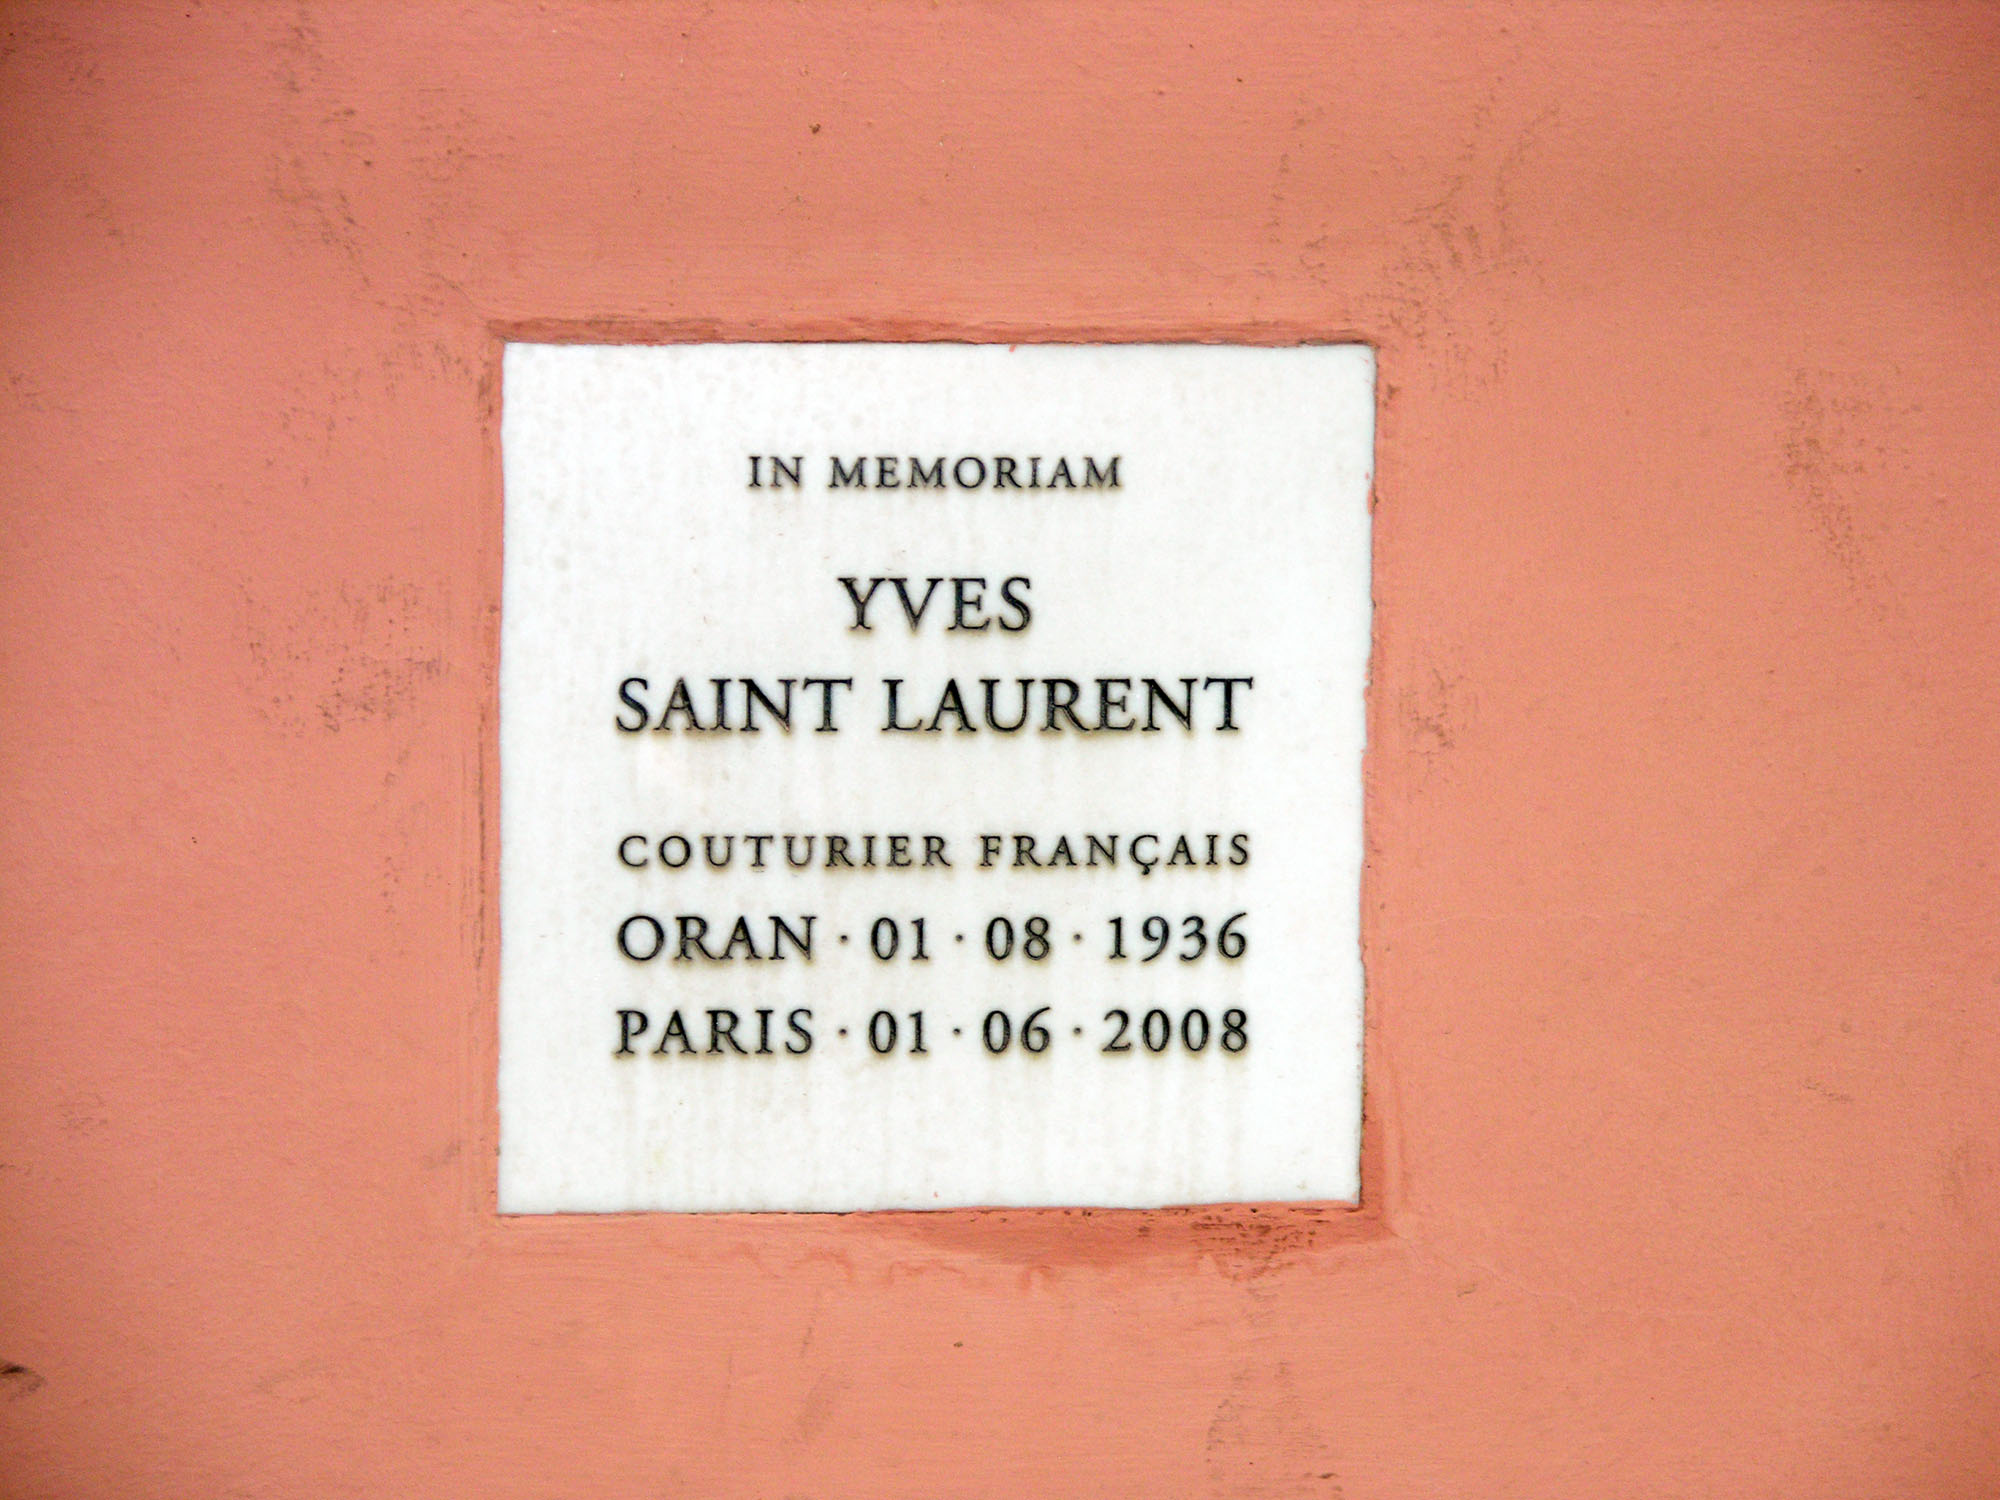 IN MEMORIAM
YVES
SAINT LAURENT
COUTURIER FRANÇAIS
ORAN · 01 · 08 · 1936
PARIS · 01 · 06 · 2008